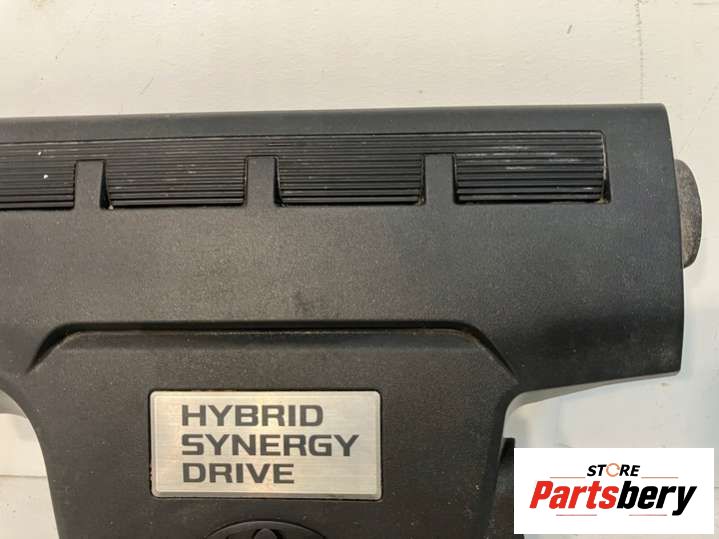 HYBRID
SYNERGY
DRIVE
STORE
Partsbery